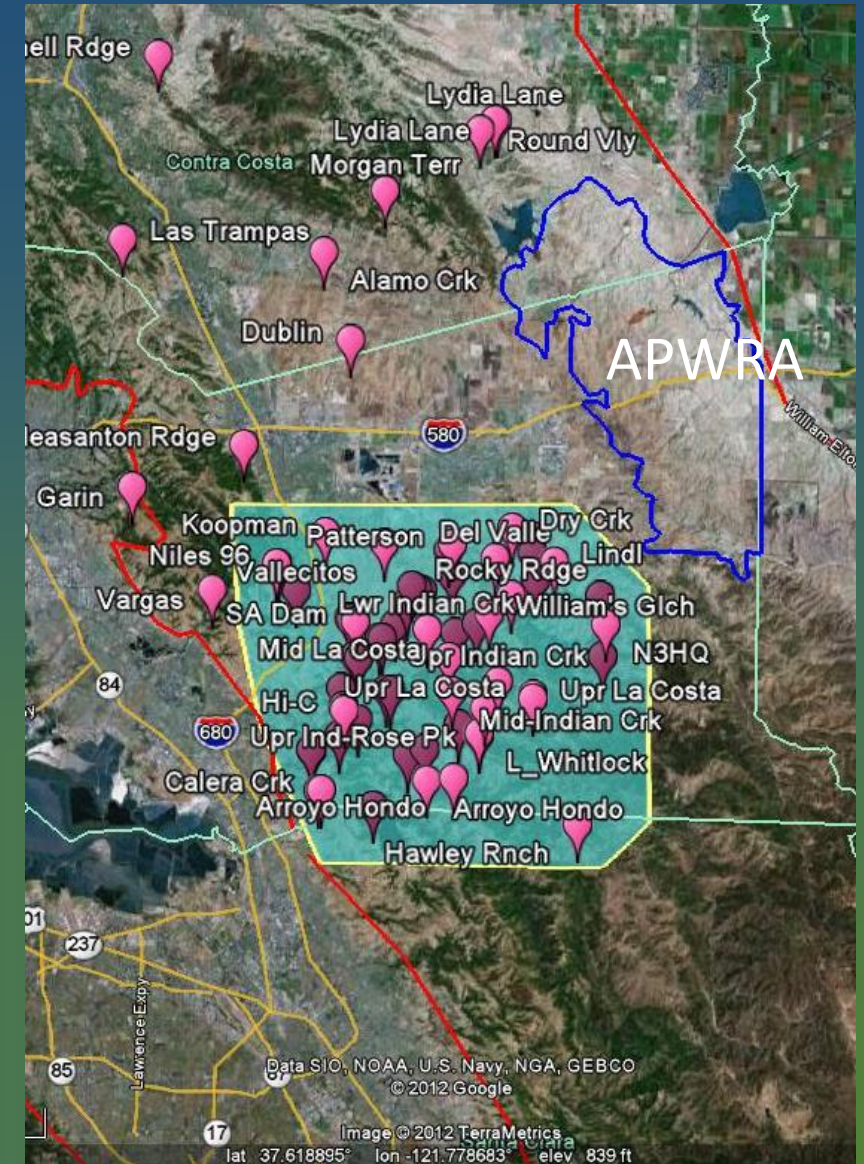 ell Rdge
Lydia Lane
Lydia Lane
Round Vly
Contra Costa
Morgan Terr
Las Trampas
Alamo Crk
Dublin
APWRA
William Elto
leasanton Rdge
580
Garin
Koopman
Patterson
Del Valle
Dry Crk
Niles 96
Vallecitos
Rocky Rdge
Lindl
Vargas
SA Dam
Lwr Indian Crk
William's Glch
Mid La Costa
Upr Indian Crk
N3HQ
84
Hi-C
Upr La Costa
Upr La Costa
680
Mid-Indian Crk
Upr Ind-Rose Pk
L_Whitlock
Calera Crk
Arroyo Hondo
Arroyo Hondo
Hawley Rnch
01
237
Lawrence Expy
85
87
Data SIO, NOAA, U.S. Navy, NGA, GEBCO
© 2012 Google
17
Image © 2012 TerraMetrics
Santa Clara
lat 37.618895° lon -121.778683° elev 839 ft